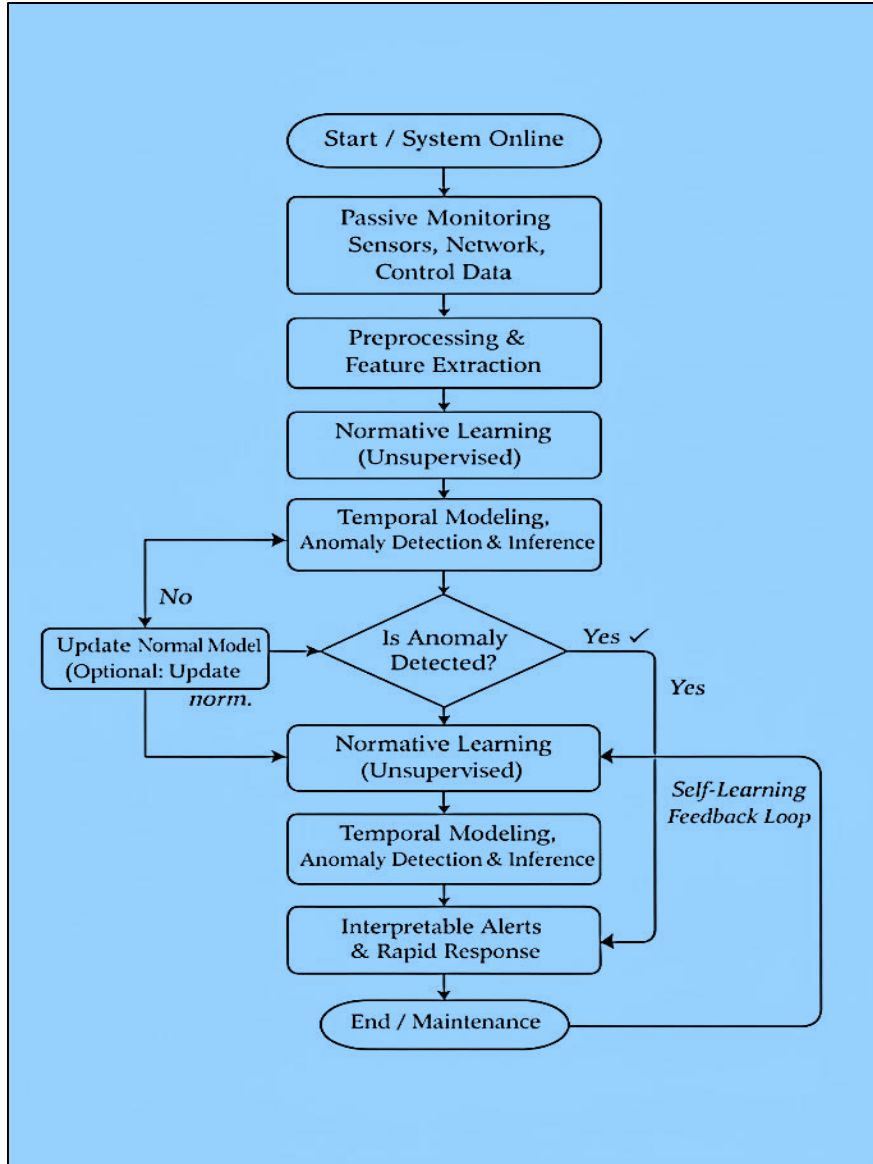 Start / System Online
Passive Monitoring
Sensors, Network,
Control Data
Preprocessing &
Feature Extraction
Normative Learning
(Unsupervised)
Temporal Modeling,
Anomaly Detection & Inference
No
Update Normal Model
(Optional: Update
norm.
Is Anomaly
Detected?
Yes ✓
Yes
Normative Learning
(Unsupervised)
Self-Learning
Feedback Loop
Temporal Modeling,
Anomaly Detection & Inference
Interpretable Alerts
& Rapid Response
End / Maintenance